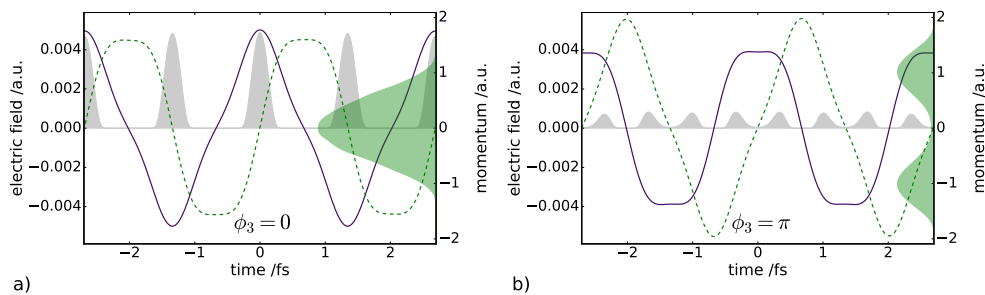 electric field /a.u.
0.004
0.002
0.000
−0.002
−0.004
2
1
0
−1
−2
momentum /a.u.
ϕ₃ = 0
−2 −1 0 1 2
time /fs
a)
electric field /a.u.
0.004
0.002
0.000
−0.002
−0.004
2
1
0
−1
−2
momentum /a.u.
ϕ₃ = π
−2 −1 0 1 2
time /fs
b)